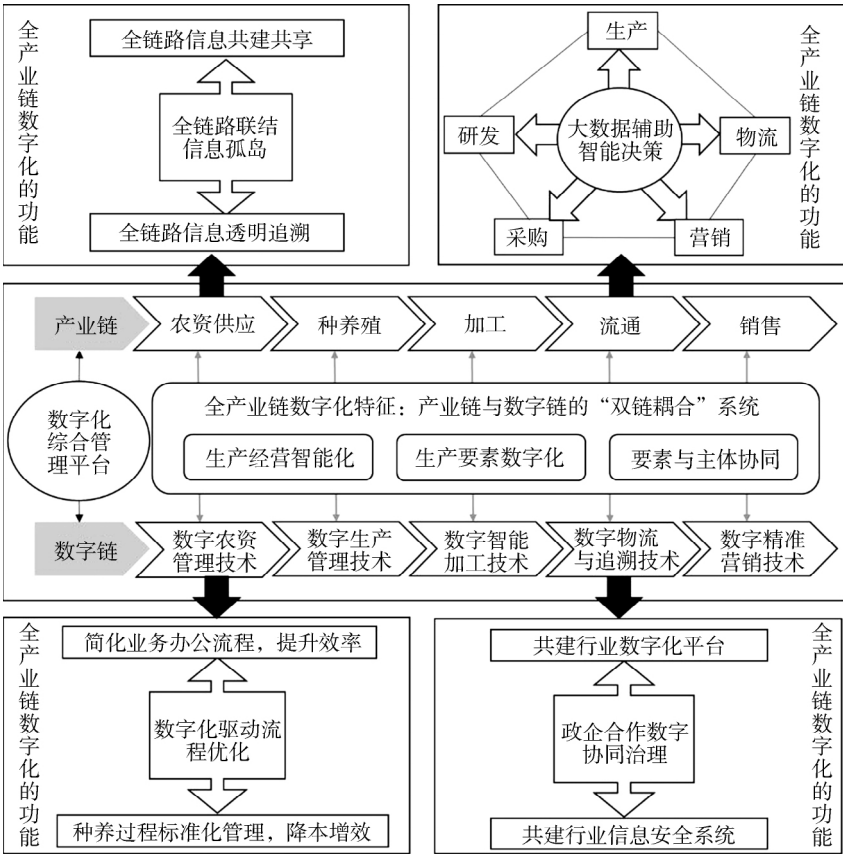 全产业链数字化的功能
全链路信息共建共享
全链路联结
信息孤岛
全链路信息透明追溯
生产
研发
大数据辅助
智能决策
物流
采购
营销
全产业链数字化的功能
产业链
农资供应
种养殖
加工
流通
销售
数字化
综合管
理平台
全产业链数字化特征：产业链与数字链的“双链耦合”系统
生产经营智能化
生产要素数字化
要素与主体协同
数字链
数字农资
管理技术
数字生产
管理技术
数字智能
加工技术
数字物流
与追溯技术
数字精准
营销技术
全产业链数字化的功能
简化业务办公流程，提升效率
数字化驱动流
程优化
种养过程标准化管理，降本增效
共建行业数字化平台
政企合作数字
协同治理
共建行业信息安全系统
全产业链数字化的功能